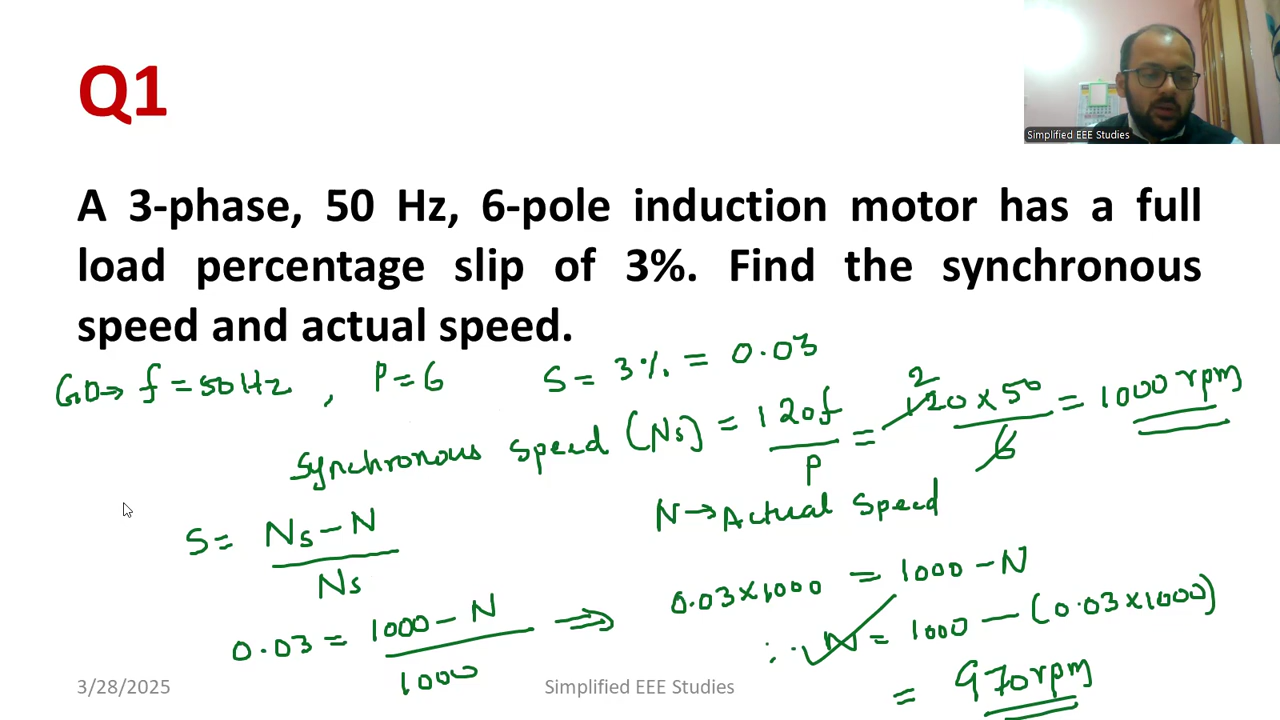 Q1
Simplified EEE Studies
A 3-phase, 50 Hz, 6-pole induction motor has a full
load percentage slip of 3%. Find the synchronous
speed and actual speed.
G.D→ f = 50 Hz , P = 6 S = 3% = 0.03
Synchronous Speed (Ns) = 120f/P = 120 x 50/6 = 1000 rpm
2
N → Actual Speed
S = Ns - N/Ns
0.03 = 1000 - N/1000 ⇒ 0.03 x 1000 = 1000 - N
∴ N = 1000 - (0.03 x 1000)
= 970 rpm
3/28/2025 Simplified EEE Studies